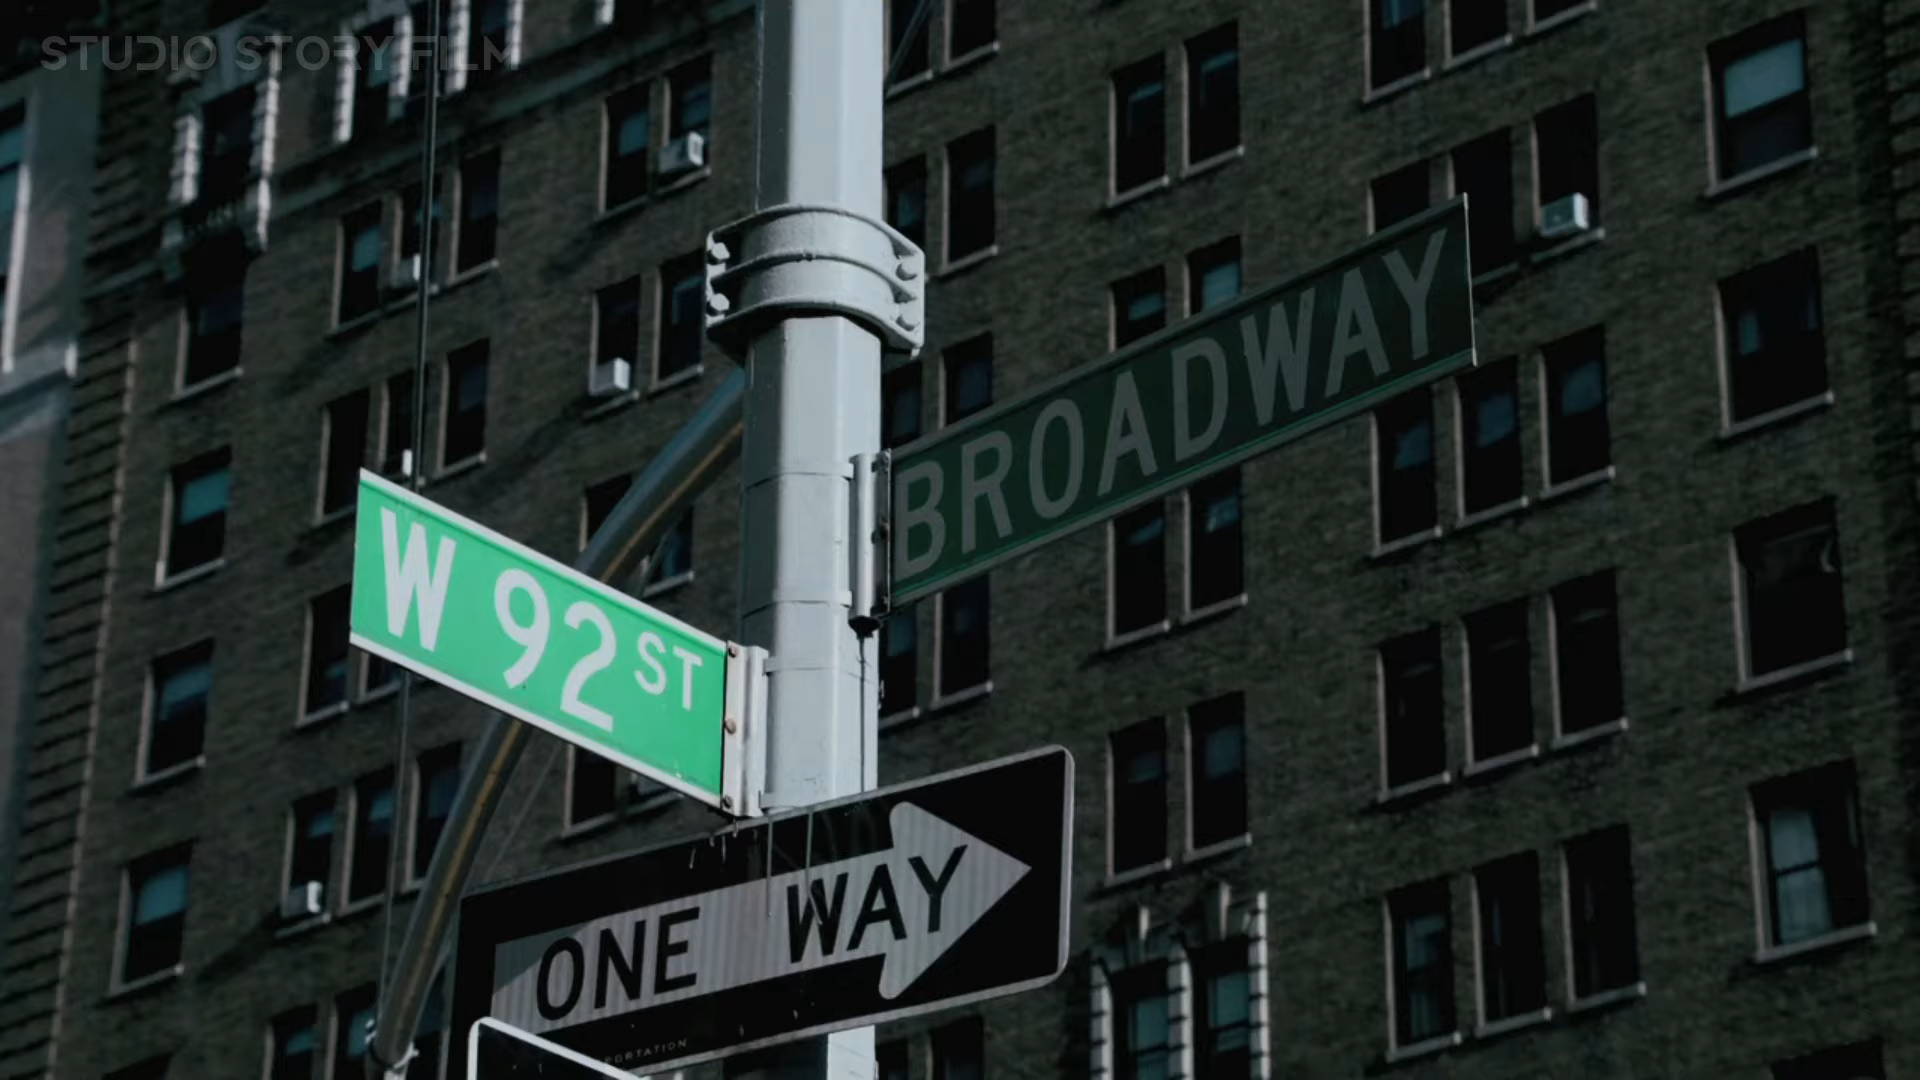 STUDIO STORY FILM
BROADWAY
W 92 ST
ONE WAY